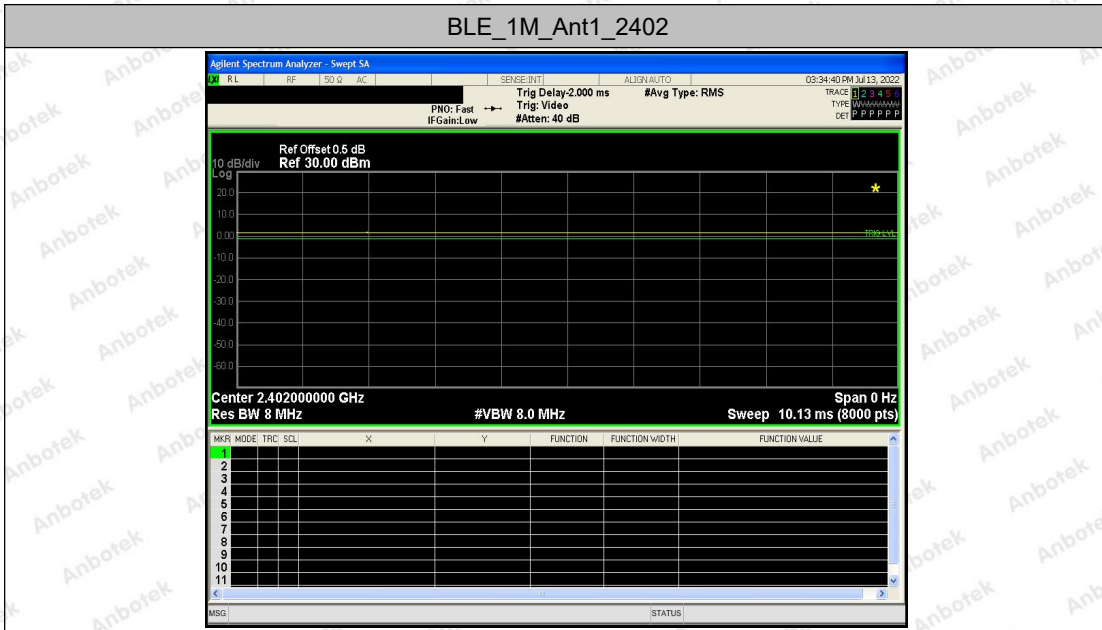 BLE_1M_Ant1_2402
Agilent Spectrum Analyzer - Swept SA
LXI RL RF 50 Ω AC SENSE:INT ALIGN AUTO 03:34:40 PM Jul 13, 2022
Trig Delay-2.000 ms #Avg Type: RMS TRACE 1 2 3 4 5 6
PNO: Fast Trig: Video TYPE WWWWWW
IFGain:Low #Atten: 40 dB DET P P P P P P
Ref Offset 0.5 dB
10 dB/div Ref 30.00 dBm
Log
20.0
10.0
0.00 TRIG LVL
-10.0
-20.0
-30.0
-40.0
-50.0
-60.0
Center 2.402000000 GHz Span 0 Hz
Res BW 8 MHz #VBW 8.0 MHz Sweep 10.13 ms (8000 pts)
MKR MODE TRC SCL X Y FUNCTION FUNCTION WIDTH FUNCTION VALUE
1
2
3
4
5
6
7
8
9
10
11
MSG STATUS
Anbotek